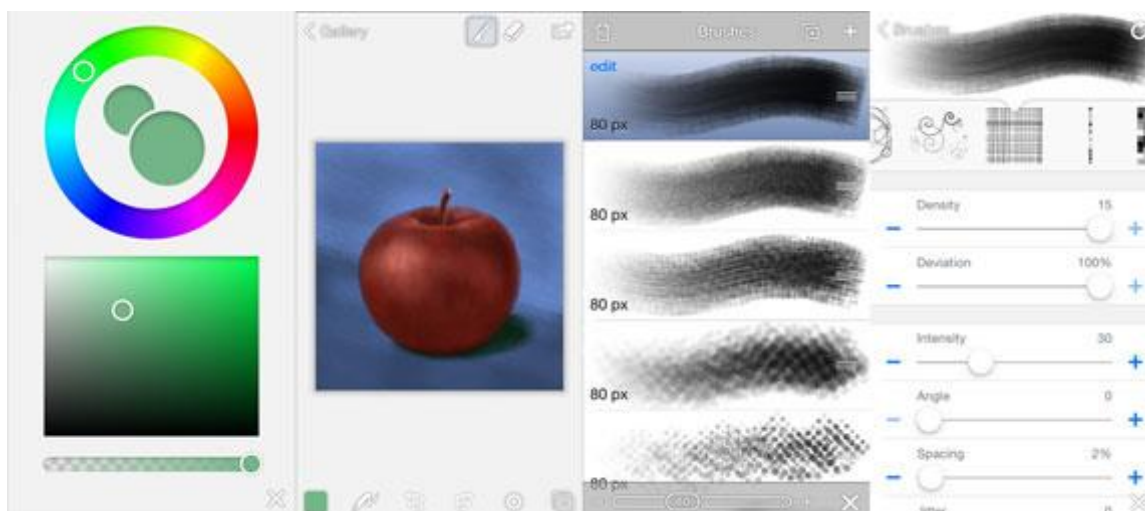 Gallery
Brushes
edit
80 px
80 px
80 px
80 px
80 px
Brushes
Density 15
Deviation 100%
Intensity 30
Angle 0
Spacing 2%